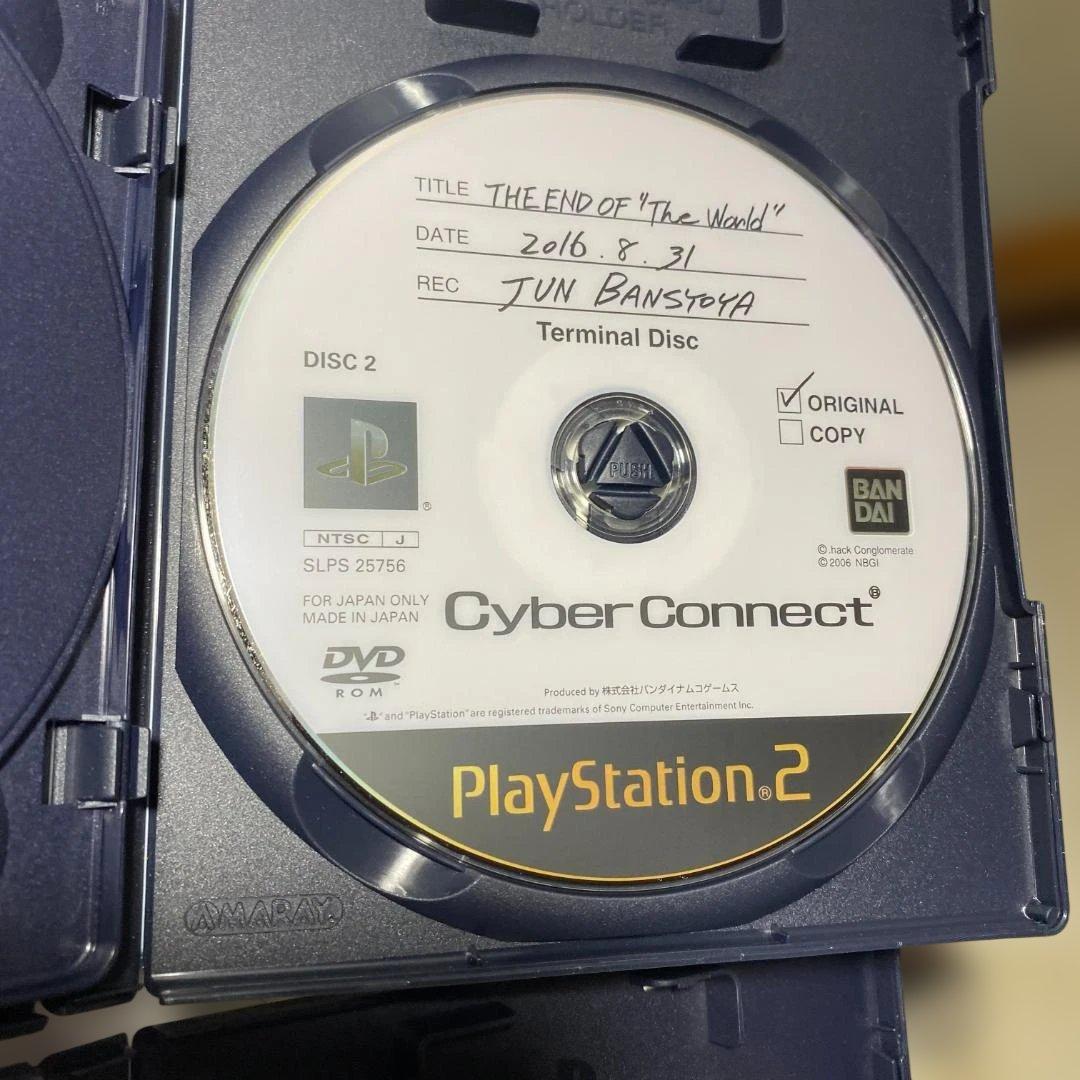 HOLDER
TITLE THE END OF "The World"
DATE 2016.8.31
REC JUN BANSYOYA
Terminal Disc
DISC 2
ORIGINAL
COPY
PUSH
BAN
DAI
NTSC J
SLPS 25756
©.hack Conglomerate
©2006 NBGI
FOR JAPAN ONLY
MADE IN JAPAN
CyberConnect®
DVD
ROM
Produced by 株式会社バンダイナムコゲームス
"PS" and "PlayStation" are registered trademarks of Sony Computer Entertainment Inc.
PlayStation®2
AMARAY